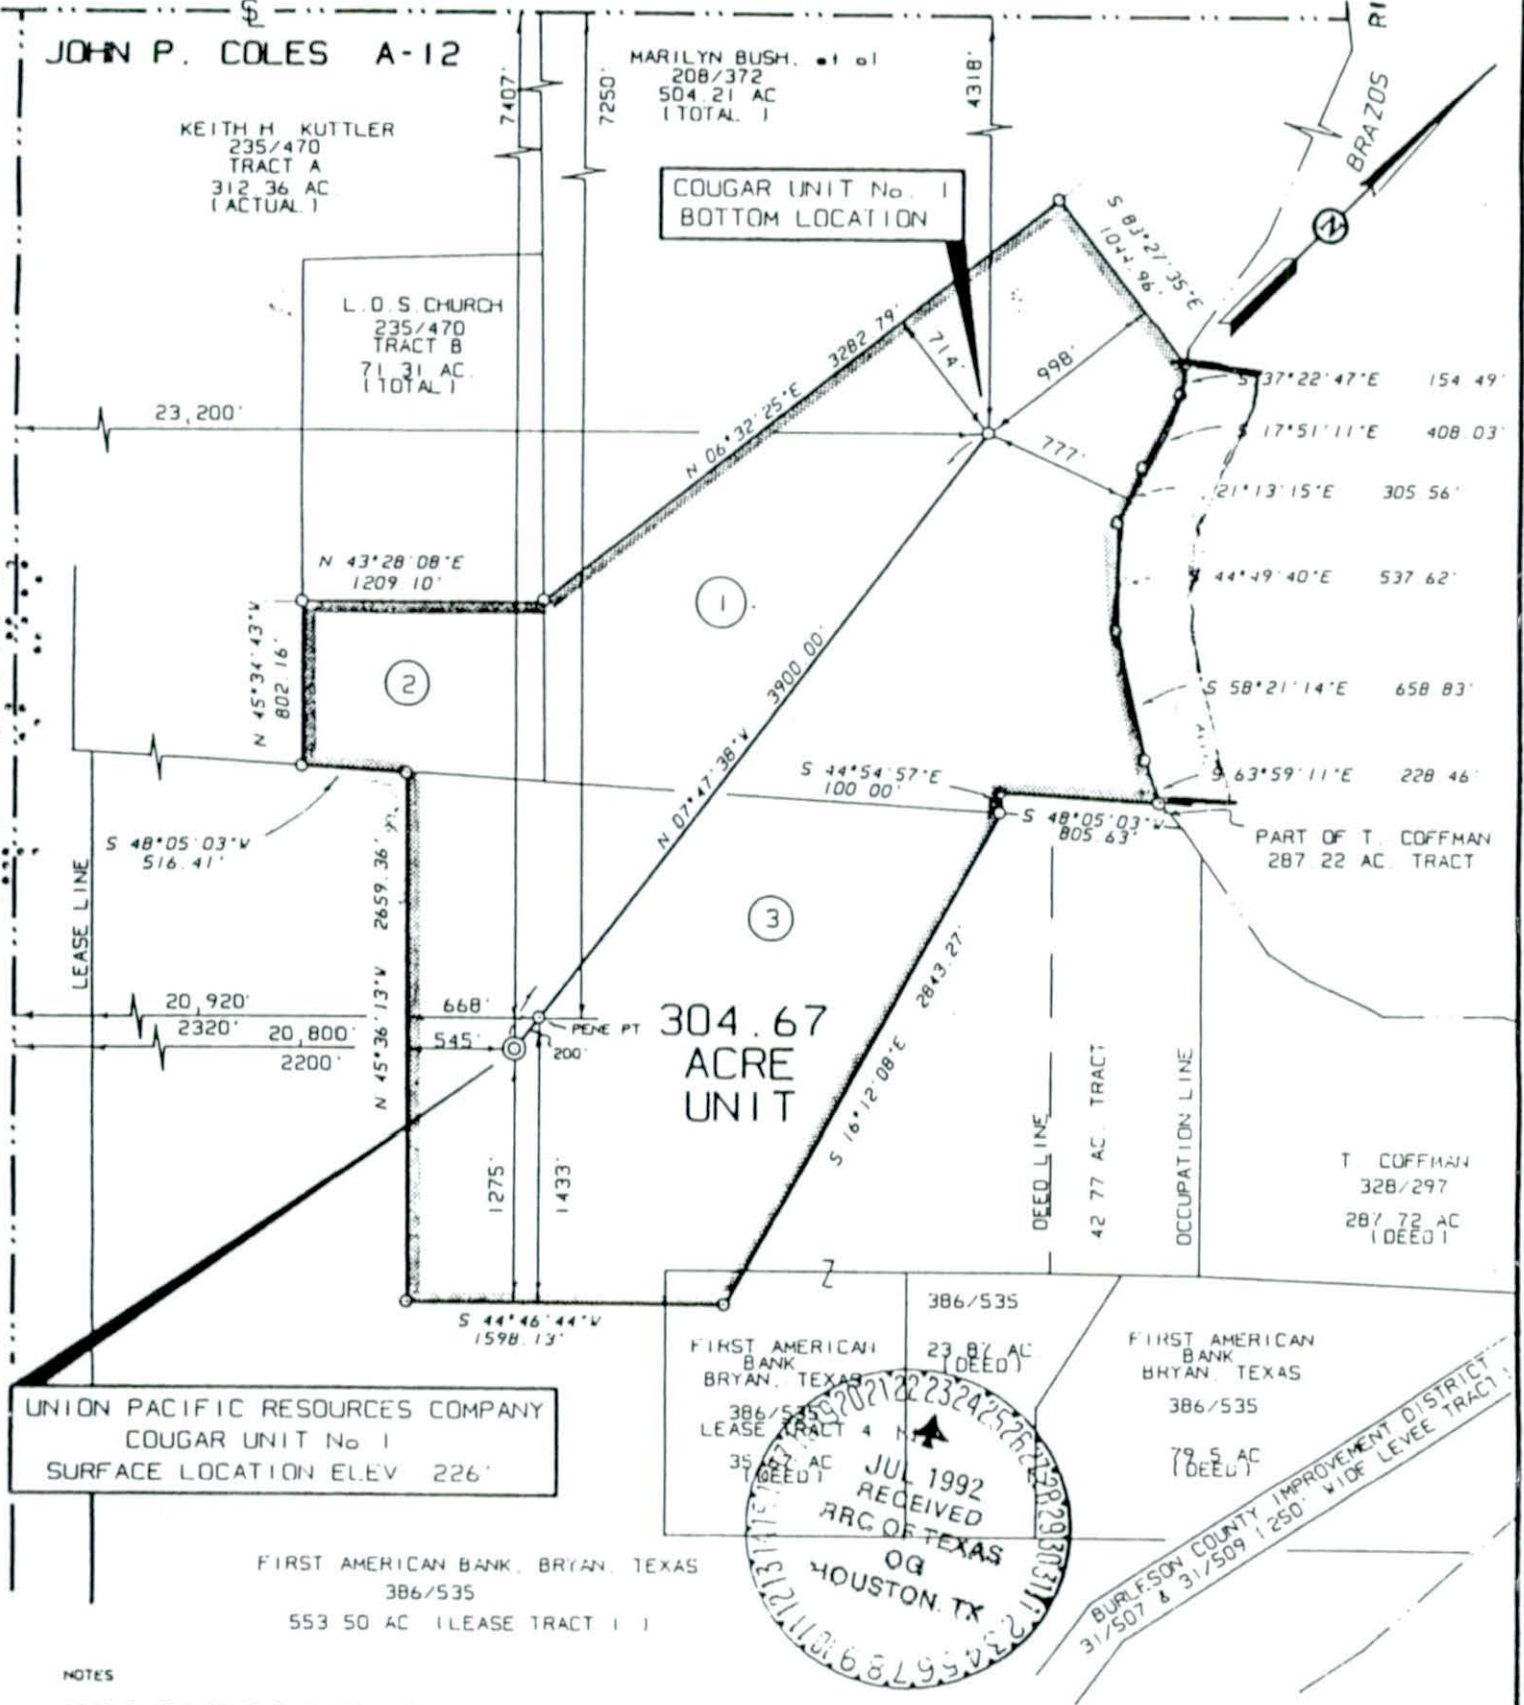 JOHN P. COLES A-12
KEITH H. KUTTLER
235/470
TRACT A
312.36 AC.
(ACTUAL)
7407'
7250'
MARILYN BUSH, et al
208/372
504.21 AC
(TOTAL)
4318'
BRAZOS
RI
N
COUGAR UNIT No. 1
BOTTOM LOCATION
L.D.S. CHURCH
235/470
TRACT B
71.31 AC.
(TOTAL)
23,200'
S 83°27'35"E
1044.96'
3282.79'
N 06°32'25"E
714'
998'
777'
S 37°22'47"E 154.49'
S 17°51'11"E 408.03'
21°13'15"E 305.56'
S 44°49'40"E 537.62'
S 58°21'14"E 658.83'
S 63°59'11"E 228.46'
N 43°28'08"E
1209.10'
N 45°34'43"W
802.16'
1
2
3
3900.00'
N 07°47'38"W
S 44°54'57"E
100.00'
S 48°05'03"W
805.63'
PART OF T. COFFMAN
287.22 AC. TRACT
S 48°05'03"W
516.41'
LEASE LINE
2659.36'
N 45°36'13"W
20,920'
2320'
20,800'
2200'
668'
545'
PENE PT
200'
304.67
ACRE
UNIT
2843.27'
S 16°12'08"E
1275'
1433'
DEED LINE
42.77 AC. TRACT
OCCUPATION LINE
T. COFFMAN
328/297
287.72 AC
(DEED)
S 44°46'44"W
1598.13'
Z
386/535
23.87 AC.
(DEED)
FIRST AMERICAN
BANK
BRYAN, TEXAS
386/535
LEASE TRACT 4
AC
(DEED)
FIRST AMERICAN
BANK
BRYAN, TEXAS
386/535
79.5 AC
(DEED)
BURLESON COUNTY IMPROVEMENT DISTRICT
31/507 & 31/509 (250' WIDE LEVEE TRACT)
UNION PACIFIC RESOURCES COMPANY
COUGAR UNIT No 1
SURFACE LOCATION ELEV 226'
JUL 1992
RECEIVED
RRC OF TEXAS
OG
HOUSTON, TX
FIRST AMERICAN BANK, BRYAN, TEXAS
386/535
553.50 AC (LEASE TRACT 1)
NOTES